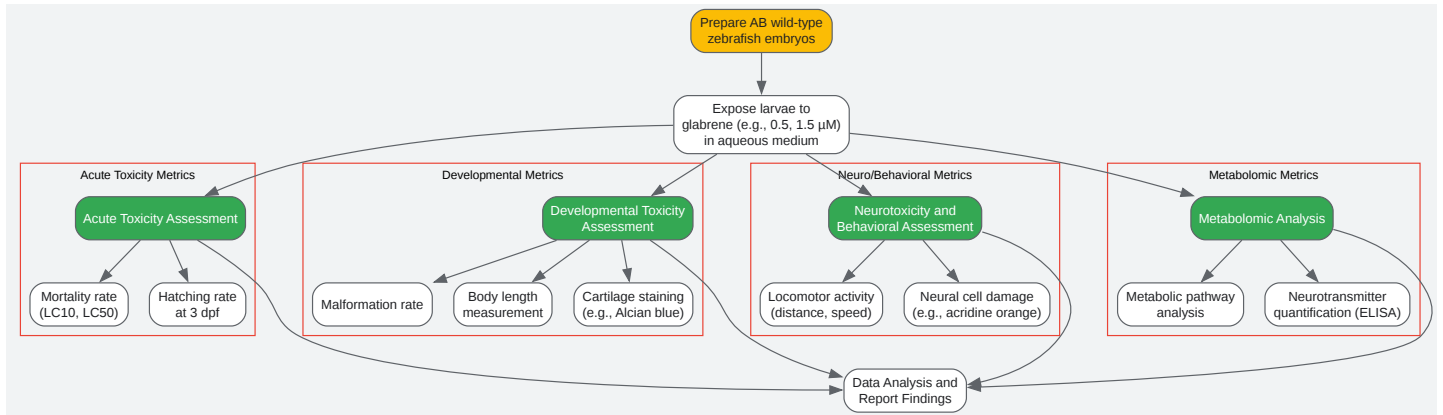 Prepare AB wild-type
zebrafish embryos
Expose larvae to
glabrene (e.g., 0.5, 1.5 µM)
in aqueous medium
Acute Toxicity Metrics
Acute Toxicity Assessment
Mortality rate
(LC10, LC50)
Hatching rate
at 3 dpf
Developmental Metrics
Developmental Toxicity
Assessment
Malformation rate
Body length
measurement
Cartilage staining
(e.g., Alcian blue)
Neuro/Behavioral Metrics
Neurotoxicity and
Behavioral Assessment
Locomotor activity
(distance, speed)
Neural cell damage
(e.g., acridine orange)
Metabolomic Metrics
Metabolomic Analysis
Metabolic pathway
analysis
Neurotransmitter
quantification (ELISA)
Data Analysis and
Report Findings